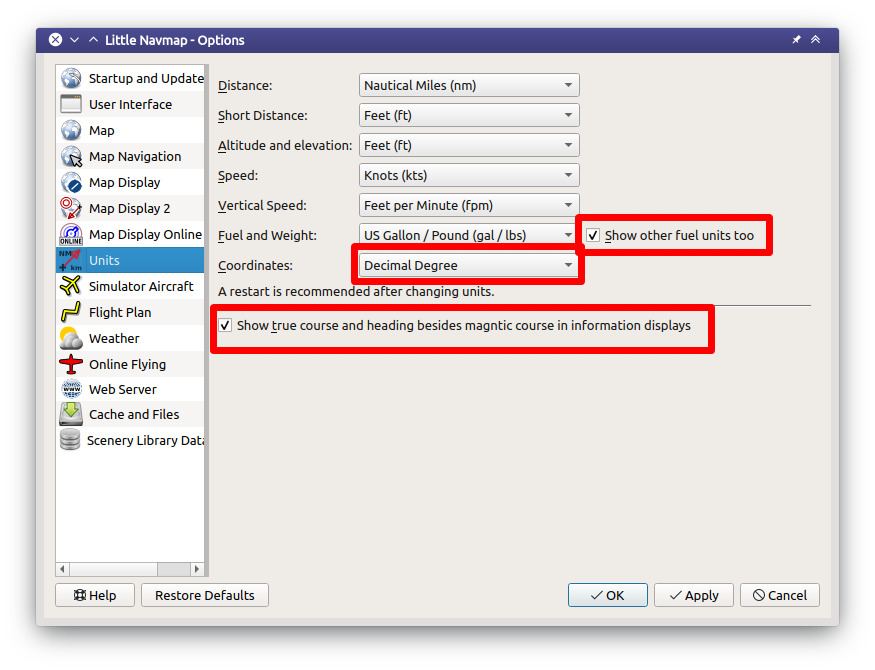 Little Navmap - Options
Startup and Update
User Interface
Map
Map Navigation
Map Display
Map Display 2
Map Display Online
ONLINE
Units
NM
km
Simulator Aircraft
Flight Plan
Weather
Online Flying
Web Server
WWW
Cache and Files
Scenery Library Data
Distance: Nautical Miles (nm)
Short Distance: Feet (ft)
Altitude and elevation: Feet (ft)
Speed: Knots (kts)
Vertical Speed: Feet per Minute (fpm)
Fuel and Weight: US Gallon / Pound (gal / lbs) Show other fuel units too
Coordinates: Decimal Degree
A restart is recommended after changing units.
Show true course and heading besides magntic course in information displays
Help Restore Defaults OK Apply Cancel